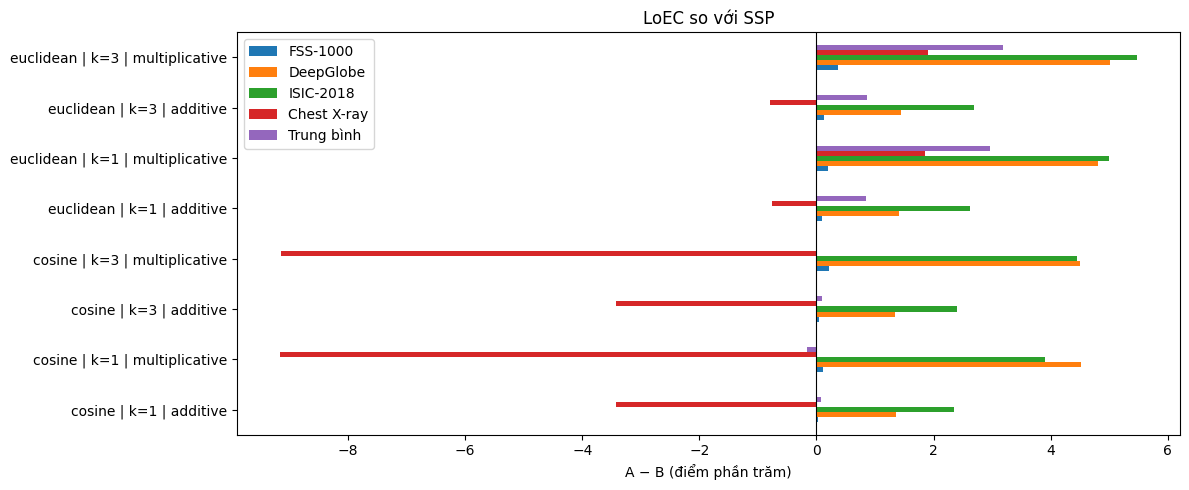 LoEC so với SSP
FSS-1000
DeepGlobe
ISIC-2018
Chest X-ray
Trung bình
euclidean | k=3 | multiplicative
euclidean | k=3 | additive
euclidean | k=1 | multiplicative
euclidean | k=1 | additive
cosine | k=3 | multiplicative
cosine | k=3 | additive
cosine | k=1 | multiplicative
cosine | k=1 | additive
−8 −6 −4 −2 0 2 4 6
A − B (điểm phần trăm)